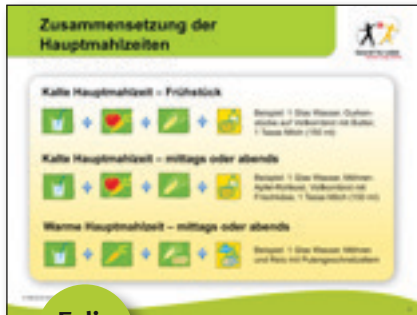 Zusammensetzung der
Hauptmahlzeiten
Kalte Hauptmahlzeit – Frühstück
Beispiel: 1 Glas Wasser, Gurken-
stücke auf Vollkornbrot mit Butter,
1 Tasse Milch (150 ml)
Kalte Hauptmahlzeit – mittags oder abends
Beispiel: 1 Glas Wasser, Möhren-
Apfel-Rohkost, Vollkornbrot mit
Frischkäse, 1 Tasse Milch (150 ml)
Warme Hauptmahlzeit – mittags oder abends
Beispiel: 1 Glas Wasser, Möhren
und Reis mit Putengeschnetzeltem